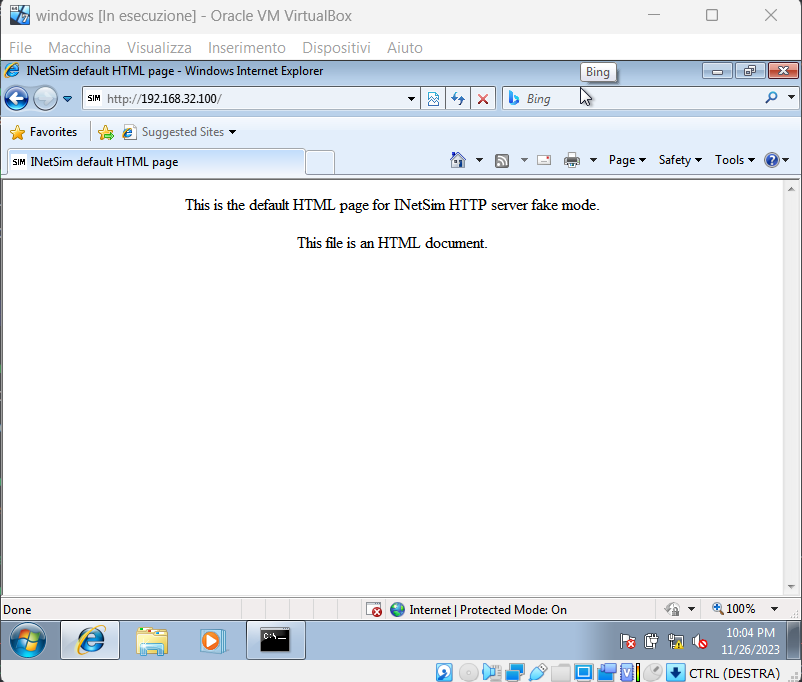 windows [In esecuzione] - Oracle VM VirtualBox
File Macchina Visualizza Inserimento Dispositivi Aiuto
INetSim default HTML page - Windows Internet Explorer
Bing
SIM http://192.168.32.100/
Bing
Favorites
Suggested Sites
SIM INetSim default HTML page
Page Safety Tools
This is the default HTML page for INetSim HTTP server fake mode.
This file is an HTML document.
Done
Internet | Protected Mode: On
100%
C:\._
10:04 PM
11/26/2023
CTRL (DESTRA)